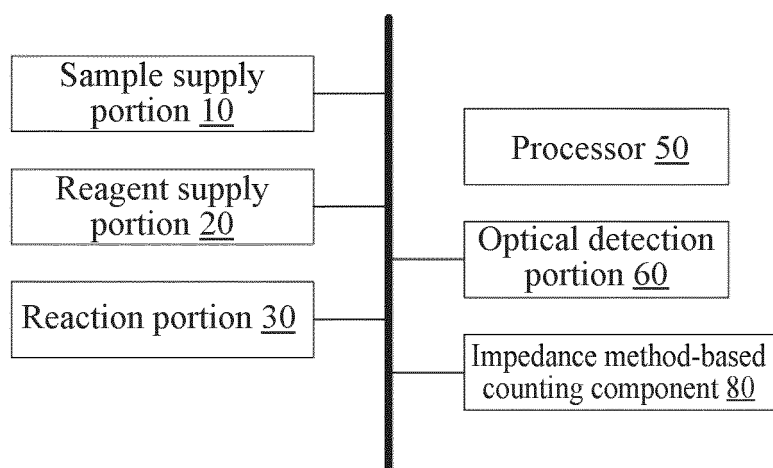 Sample supply
portion 10
Reagent supply
portion 20
Reaction portion 30
Processor 50
Optical detection
portion 60
Impedance method-based
counting component 80